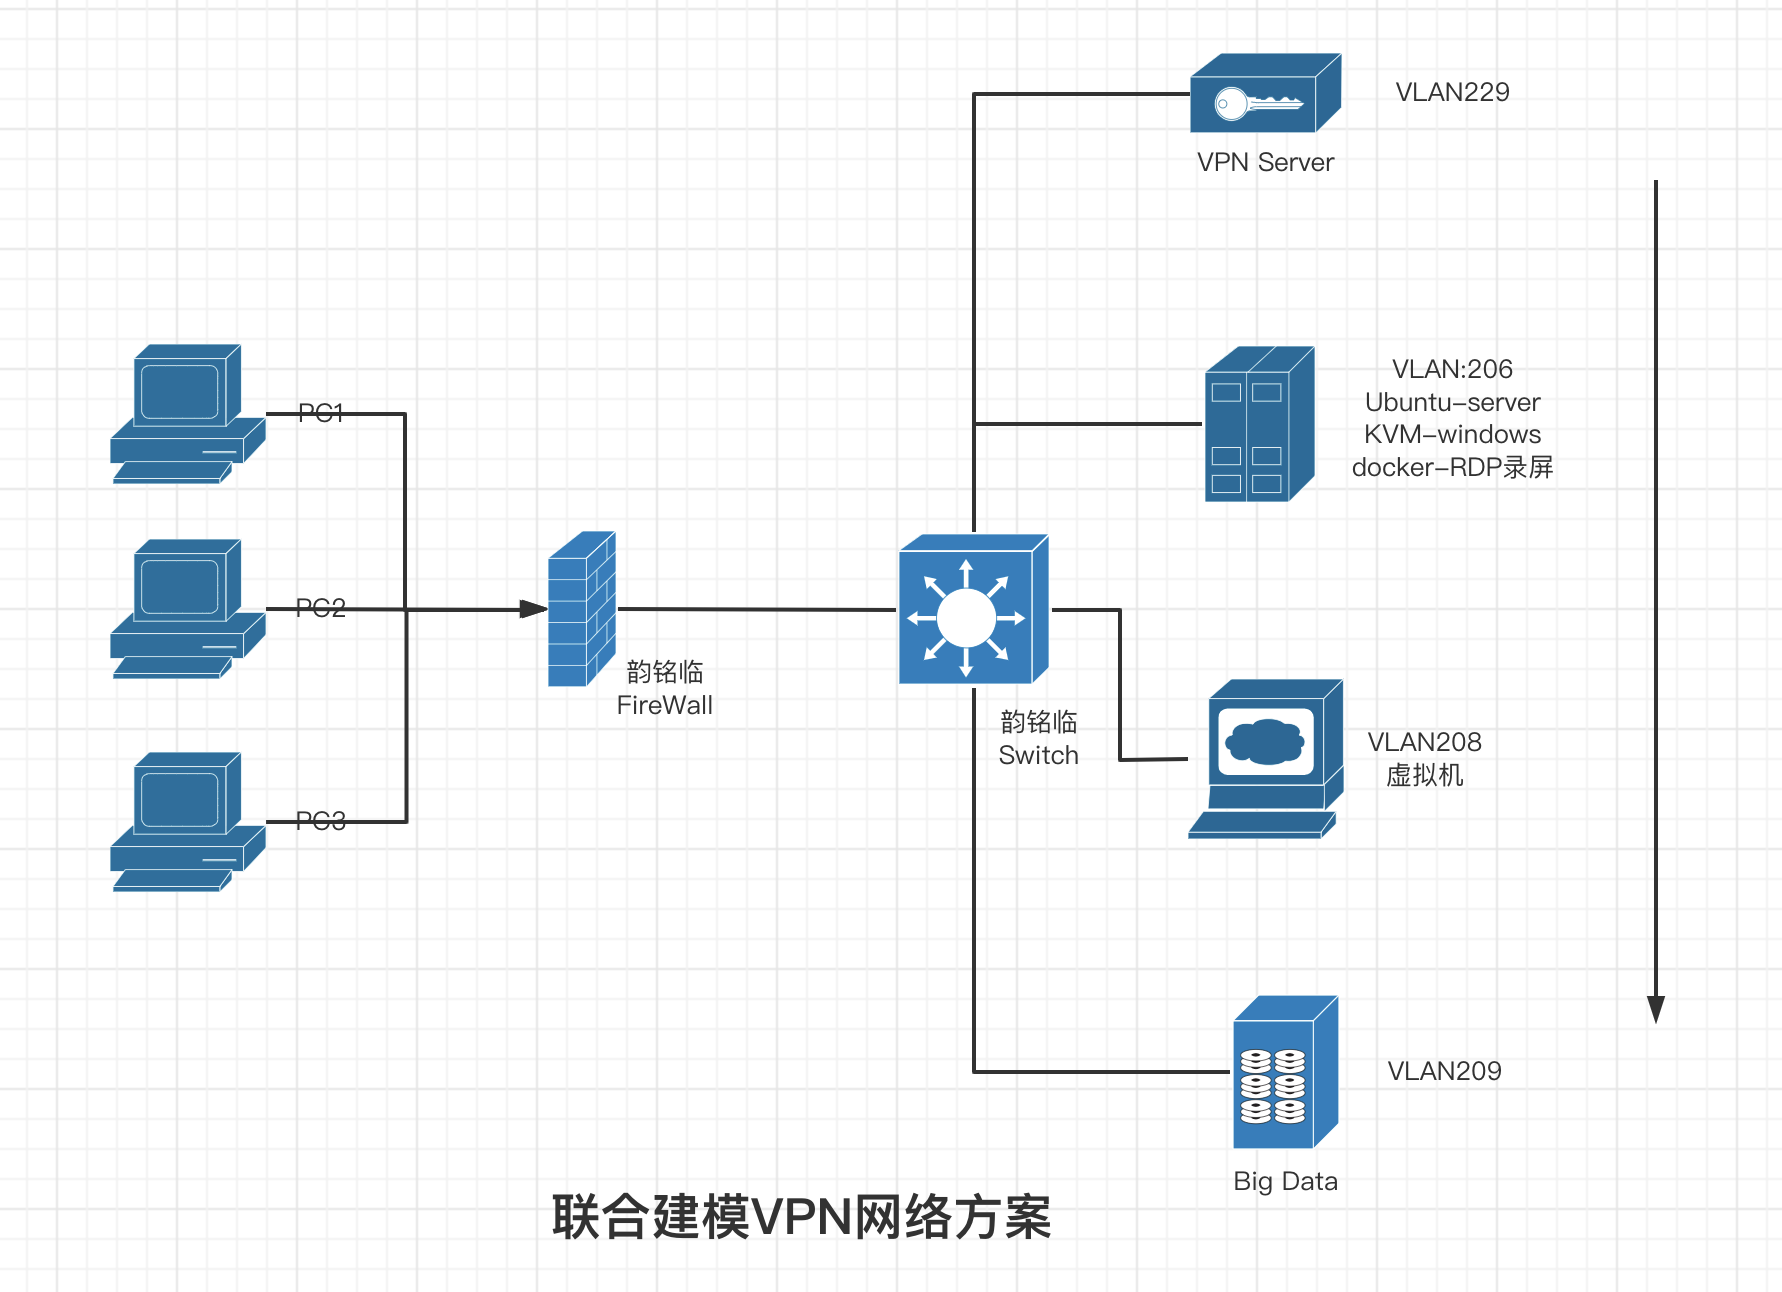 VLAN229
VPN Server
VLAN:206
Ubuntu-server
KVM-windows
docker-RDP录屏
PC1
PC2
PC3
韵铭临
FireWall
韵铭临
Switch
VLAN208
虚拟机
VLAN209
Big Data
联合建模VPN网络方案